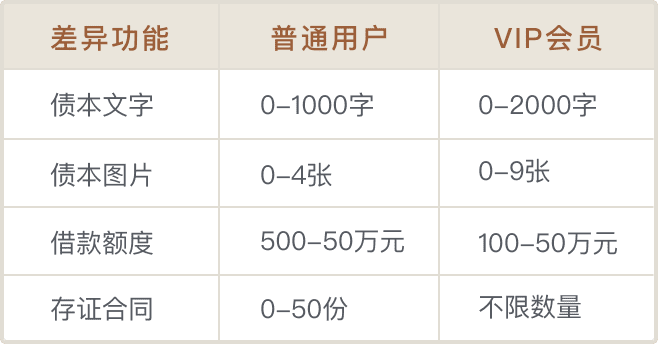 差异功能 普通用户 VIP会员
债本文字 0-1000字 0-2000字
债本图片 0-4张 0-9张
借款额度 500-50万元 100-50万元
存证合同 0-50份 不限数量